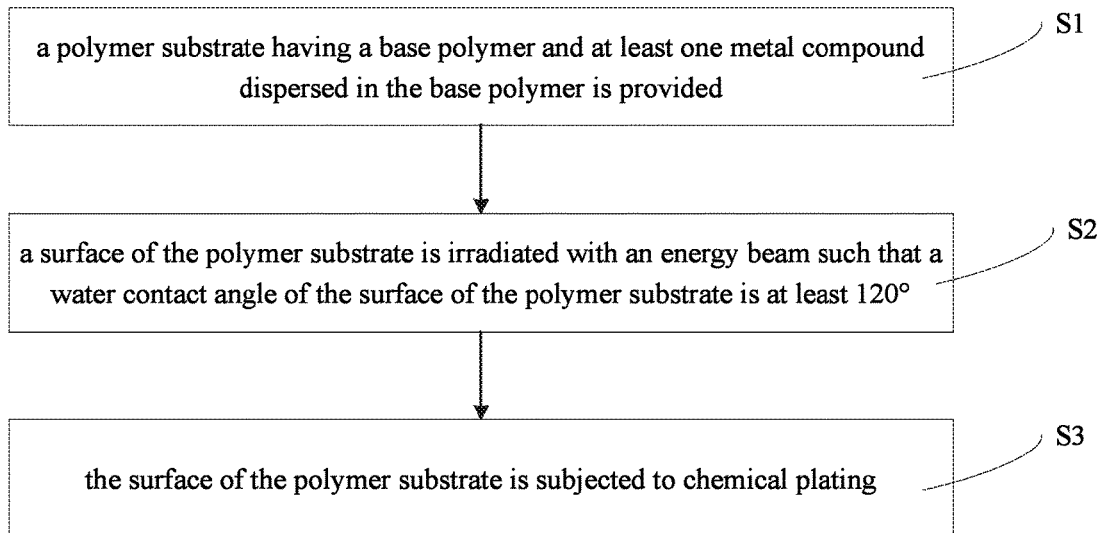 S1
a polymer substrate having a base polymer and at least one metal compound
dispersed in the base polymer is provided
S2
a surface of the polymer substrate is irradiated with an energy beam such that a
water contact angle of the surface of the polymer substrate is at least 120°
S3
the surface of the polymer substrate is subjected to chemical plating